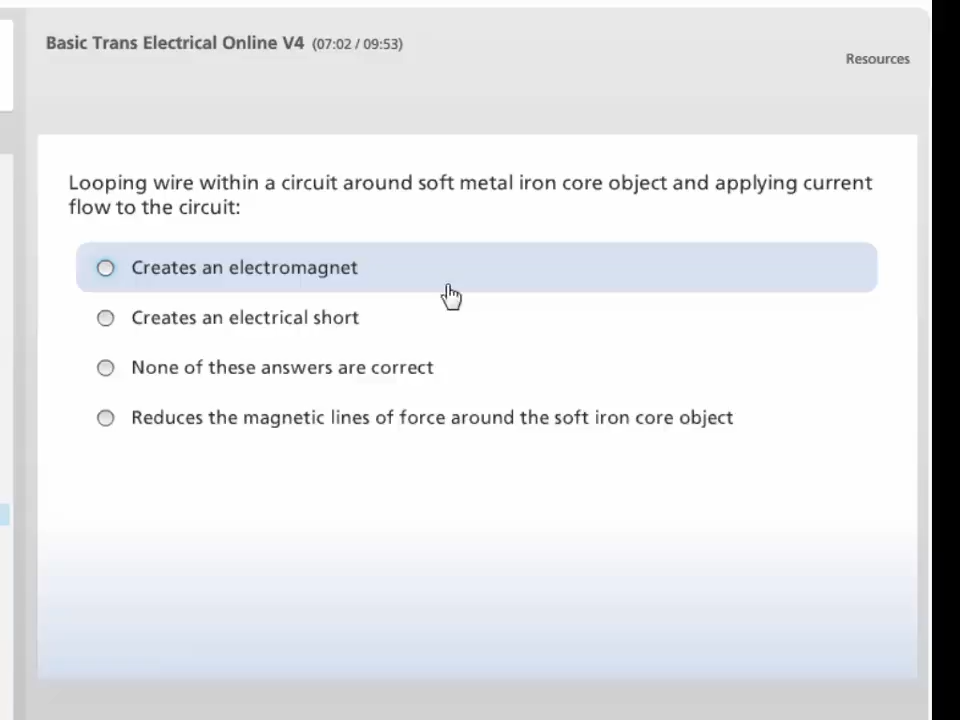 Basic Trans Electrical Online V4 (07:02 / 09:53)
Resources
Looping wire within a circuit around soft metal iron core object and applying current
flow to the circuit:
Creates an electromagnet
Creates an electrical short
None of these answers are correct
Reduces the magnetic lines of force around the soft iron core object